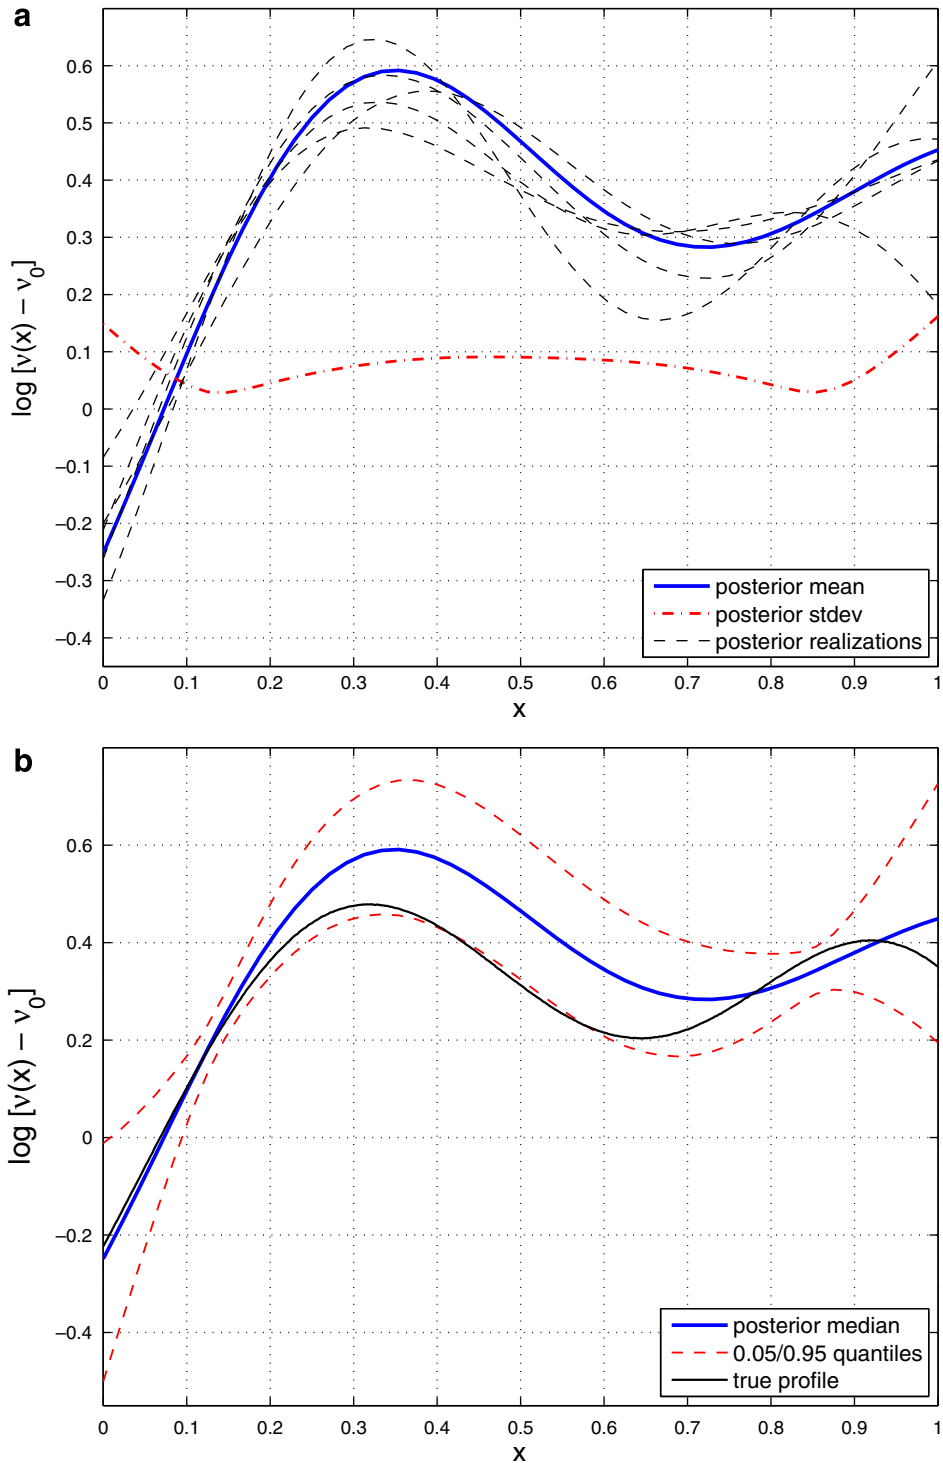 a
log [ν(x) − ν0]
0.6
0.5
0.4
0.3
0.2
0.1
0
−0.1
−0.2
−0.3
−0.4
posterior mean
posterior stdev
posterior realizations
0 0.1 0.2 0.3 0.4 0.5 0.6 0.7 0.8 0.9 1
x
b
log [ν(x) − ν0]
0.6
0.4
0.2
0
−0.2
−0.4
posterior median
0.05/0.95 quantiles
true profile
0 0.1 0.2 0.3 0.4 0.5 0.6 0.7 0.8 0.9 1
x